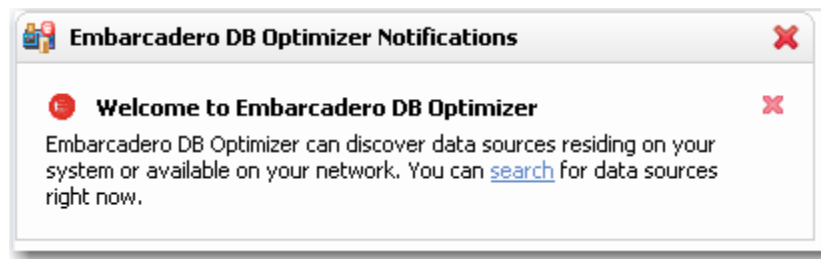 Embarcadero DB Optimizer Notifications
Welcome to Embarcadero DB Optimizer
Embarcadero DB Optimizer can discover data sources residing on your
system or available on your network. You can search for data sources
right now.